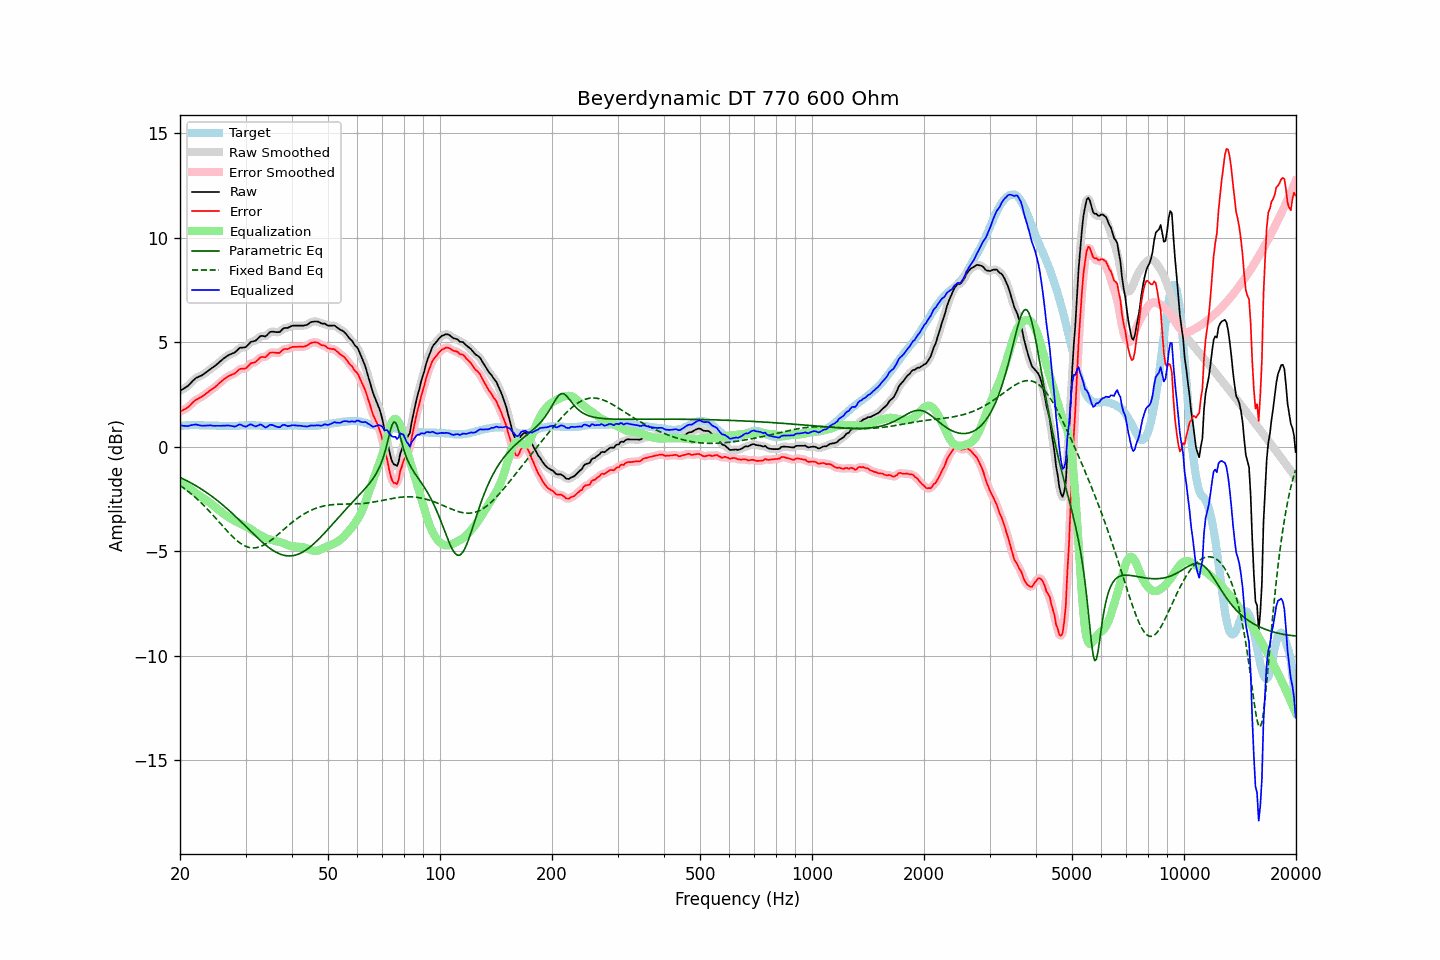 Beyerdynamic DT 770 600 Ohm
Target
Raw Smoothed
Error Smoothed
Raw
Error
Equalization
Parametric Eq
Fixed Band Eq
Equalized
Amplitude (dBr)
15
10
5
0
−5
−10
−15
20
50
100
200
500
1000
2000
5000
10000
20000
Frequency (Hz)